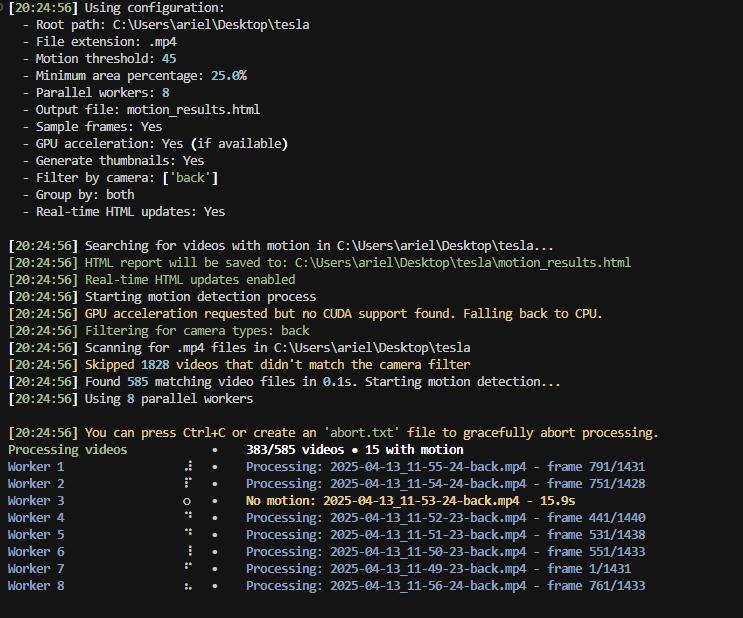 [20:24:56] Using configuration:
- Root path: C:\Users\ariel\Desktop\tesla
- File extension: .mp4
- Motion threshold: 45
- Minimum area percentage: 25.0%
- Parallel workers: 8
- Output file: motion_results.html
- Sample frames: Yes
- GPU acceleration: Yes (if available)
- Generate thumbnails: Yes
- Filter by camera: ['back']
- Group by: both
- Real-time HTML updates: Yes
[20:24:56] Searching for videos with motion in C:\Users\ariel\Desktop\tesla...
[20:24:56] HTML report will be saved to: C:\Users\ariel\Desktop\tesla\motion_results.html
[20:24:56] Real-time HTML updates enabled
[20:24:56] Starting motion detection process
[20:24:56] GPU acceleration requested but no CUDA support found. Falling back to CPU.
[20:24:56] Filtering for camera types: back
[20:24:56] Scanning for .mp4 files in C:\Users\ariel\Desktop\tesla
[20:24:56] Skipped 1828 videos that didn't match the camera filter
[20:24:56] Found 585 matching video files in 0.1s. Starting motion detection...
[20:24:56] Using 8 parallel workers
[20:24:56] You can press Ctrl+C or create an 'abort.txt' file to gracefully abort processing.
Processing videos • 383/585 videos • 15 with motion
Worker 1 • Processing: 2025-04-13_11-55-24-back.mp4 - frame 791/1431
Worker 2 • Processing: 2025-04-13_11-54-24-back.mp4 - frame 751/1428
Worker 3 o • No motion: 2025-04-13_11-53-24-back.mp4 - 15.9s
Worker 4 • Processing: 2025-04-13_11-52-23-back.mp4 - frame 441/1440
Worker 5 • Processing: 2025-04-13_11-51-23-back.mp4 - frame 531/1438
Worker 6 • Processing: 2025-04-13_11-50-23-back.mp4 - frame 551/1433
Worker 7 • Processing: 2025-04-13_11-49-23-back.mp4 - frame 1/1431
Worker 8 • Processing: 2025-04-13_11-56-24-back.mp4 - frame 761/1433